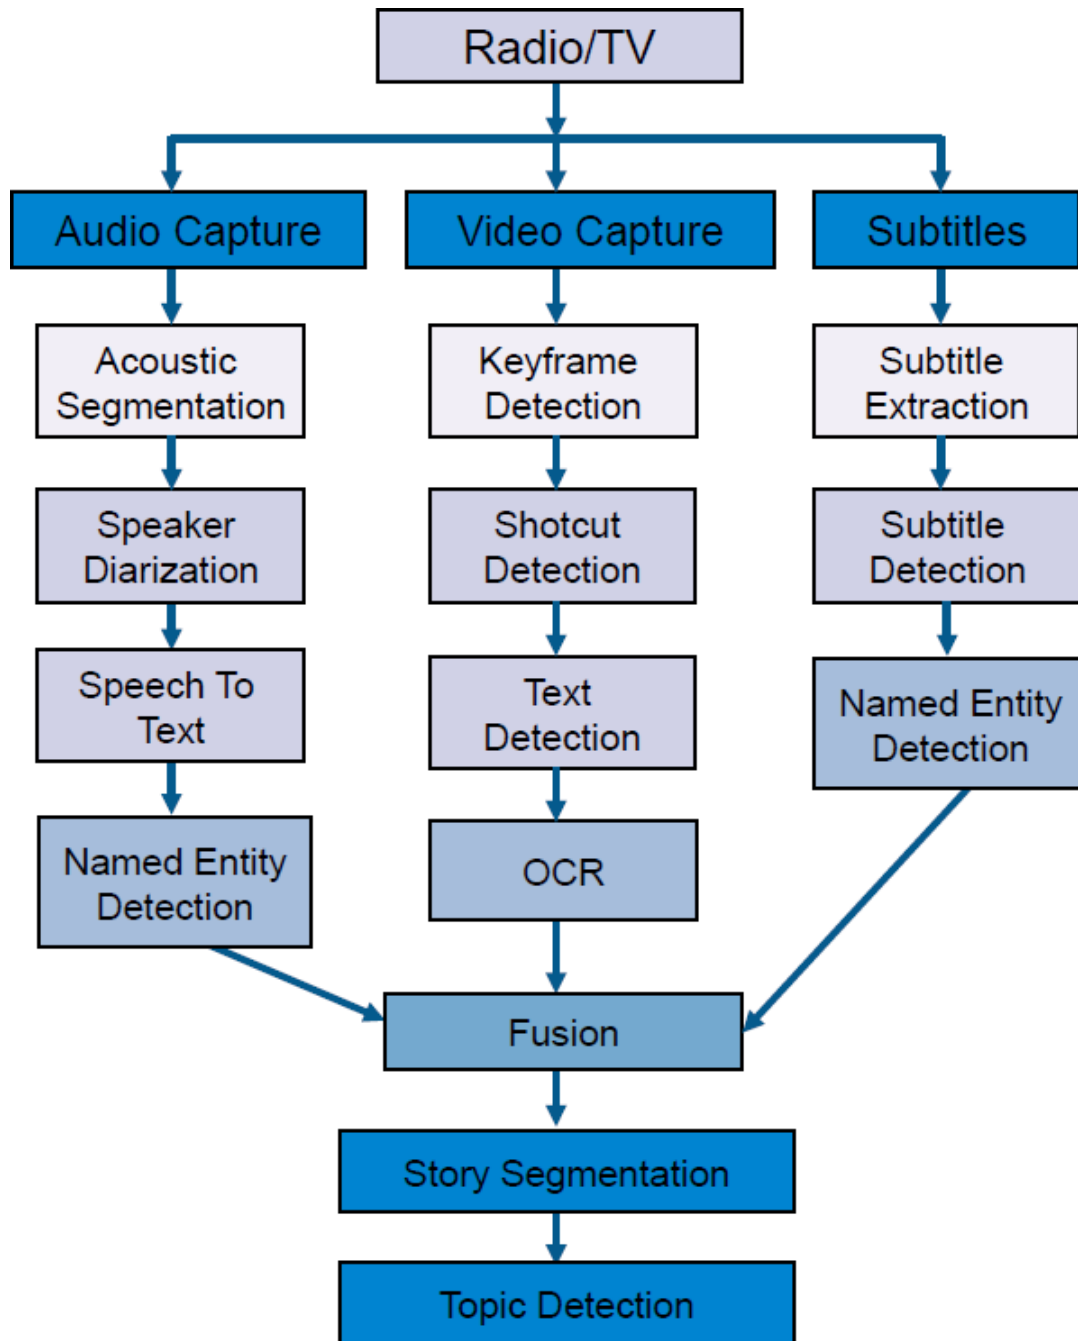 Radio/TV
Audio Capture
Video Capture
Subtitles
Acoustic
Segmentation
Keyframe
Detection
Subtitle
Extraction
Speaker
Diarization
Shotcut
Detection
Subtitle
Detection
Speech To
Text
Text
Detection
Named Entity
Detection
Named Entity
Detection
OCR
Fusion
Story Segmentation
Topic Detection